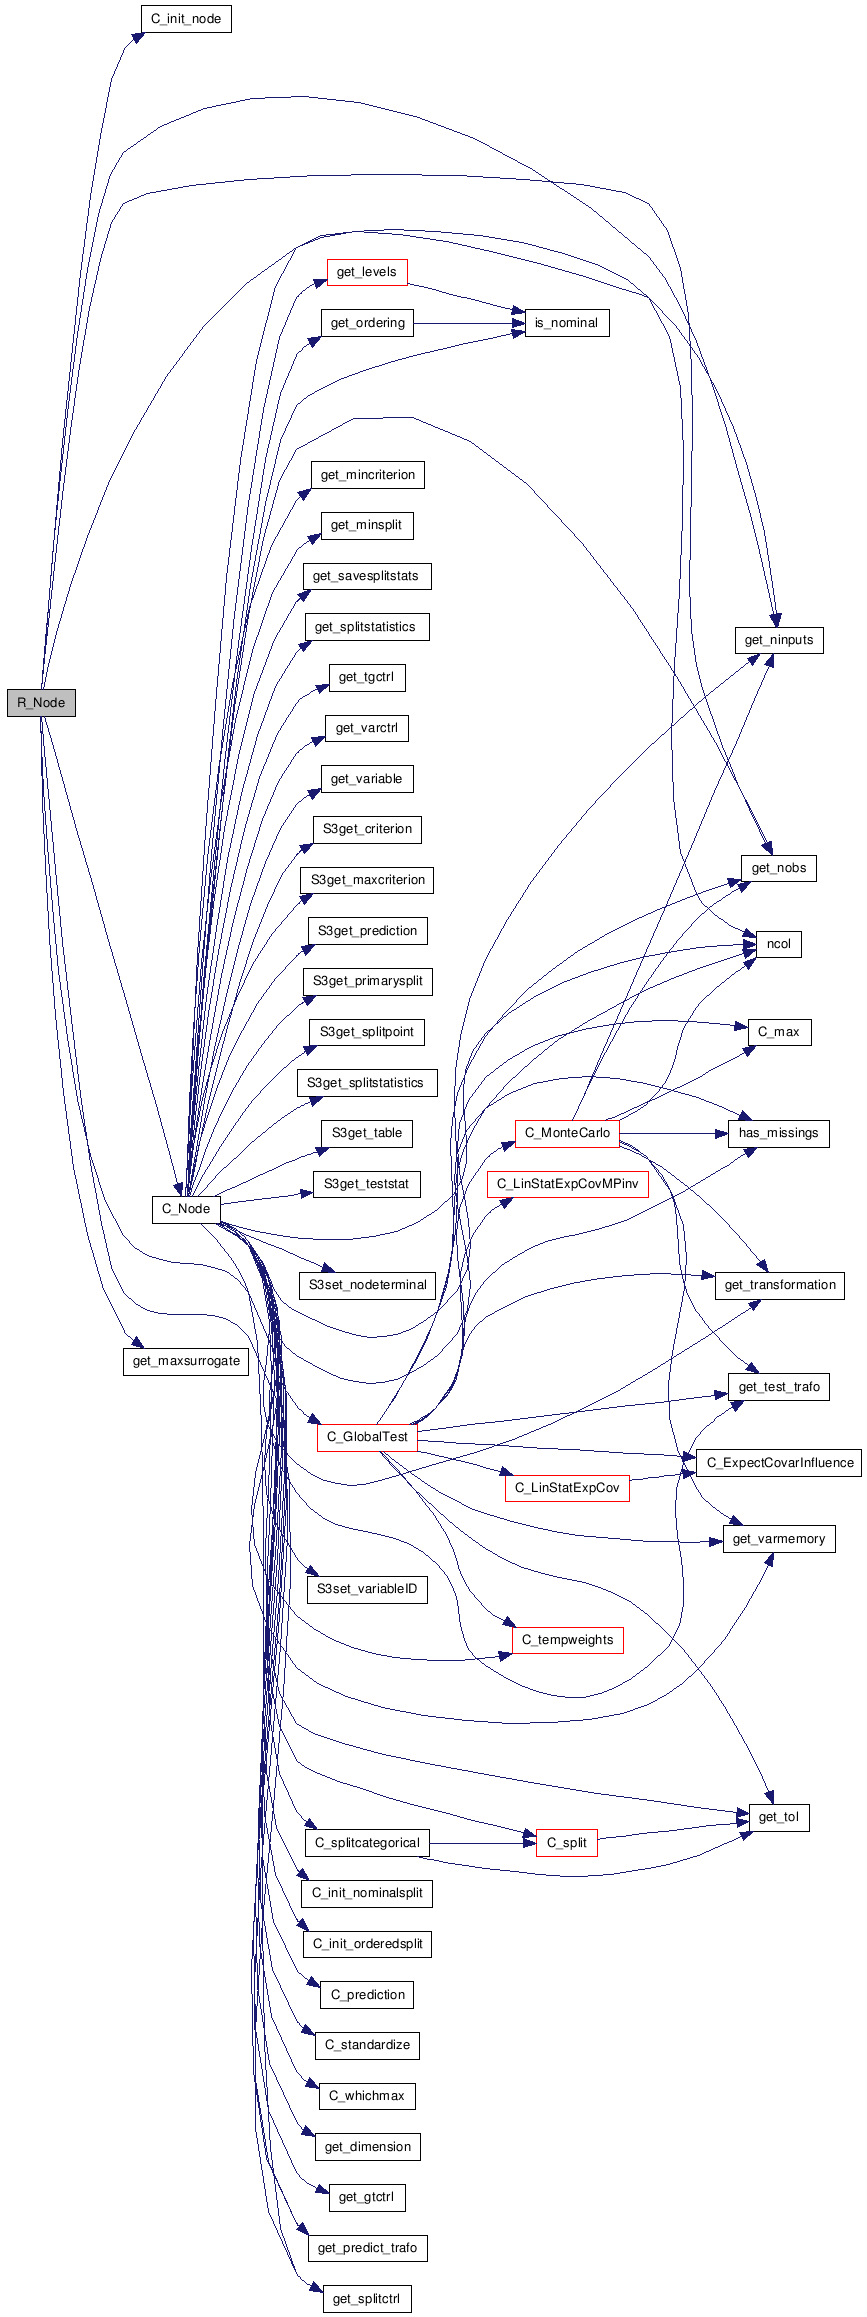 C_init_node
get_levels
get_ordering
is_nominal
get_mincriterion
get_minsplit
get_savesplitstats
get_splitstatistics
get_ninputs
get_tgctrl
R_Node
get_varctrl
get_variable
S3get_criterion
get_nobs
S3get_maxcriterion
S3get_prediction
ncol
S3get_primarysplit
S3get_splitpoint
C_max
S3get_splitstatistics
S3get_table
C_MonteCarlo
has_missings
S3get_teststat
C_LinStatExpCovMPinv
C_Node
S3set_nodeterminal
get_transformation
get_maxsurrogate
get_test_trafo
C_GlobalTest
C_ExpectCovarInfluence
C_LinStatExpCov
get_varmemory
S3set_variableID
C_tempweights
get_tol
C_splitcategorical
C_split
C_init_nominalsplit
C_init_orderedsplit
C_prediction
C_standardize
C_whichmax
get_dimension
get_gtctrl
get_predict_trafo
get_splitctrl